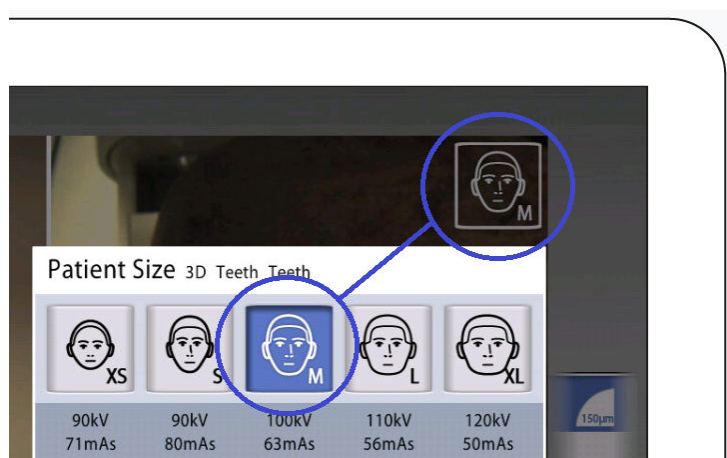 M
Patient Size 3D Teeth Teeth
XS S M L XL
90kV 90kV 100kV 110kV 120kV
71mAs 80mAs 63mAs 56mAs 50mAs
150µm